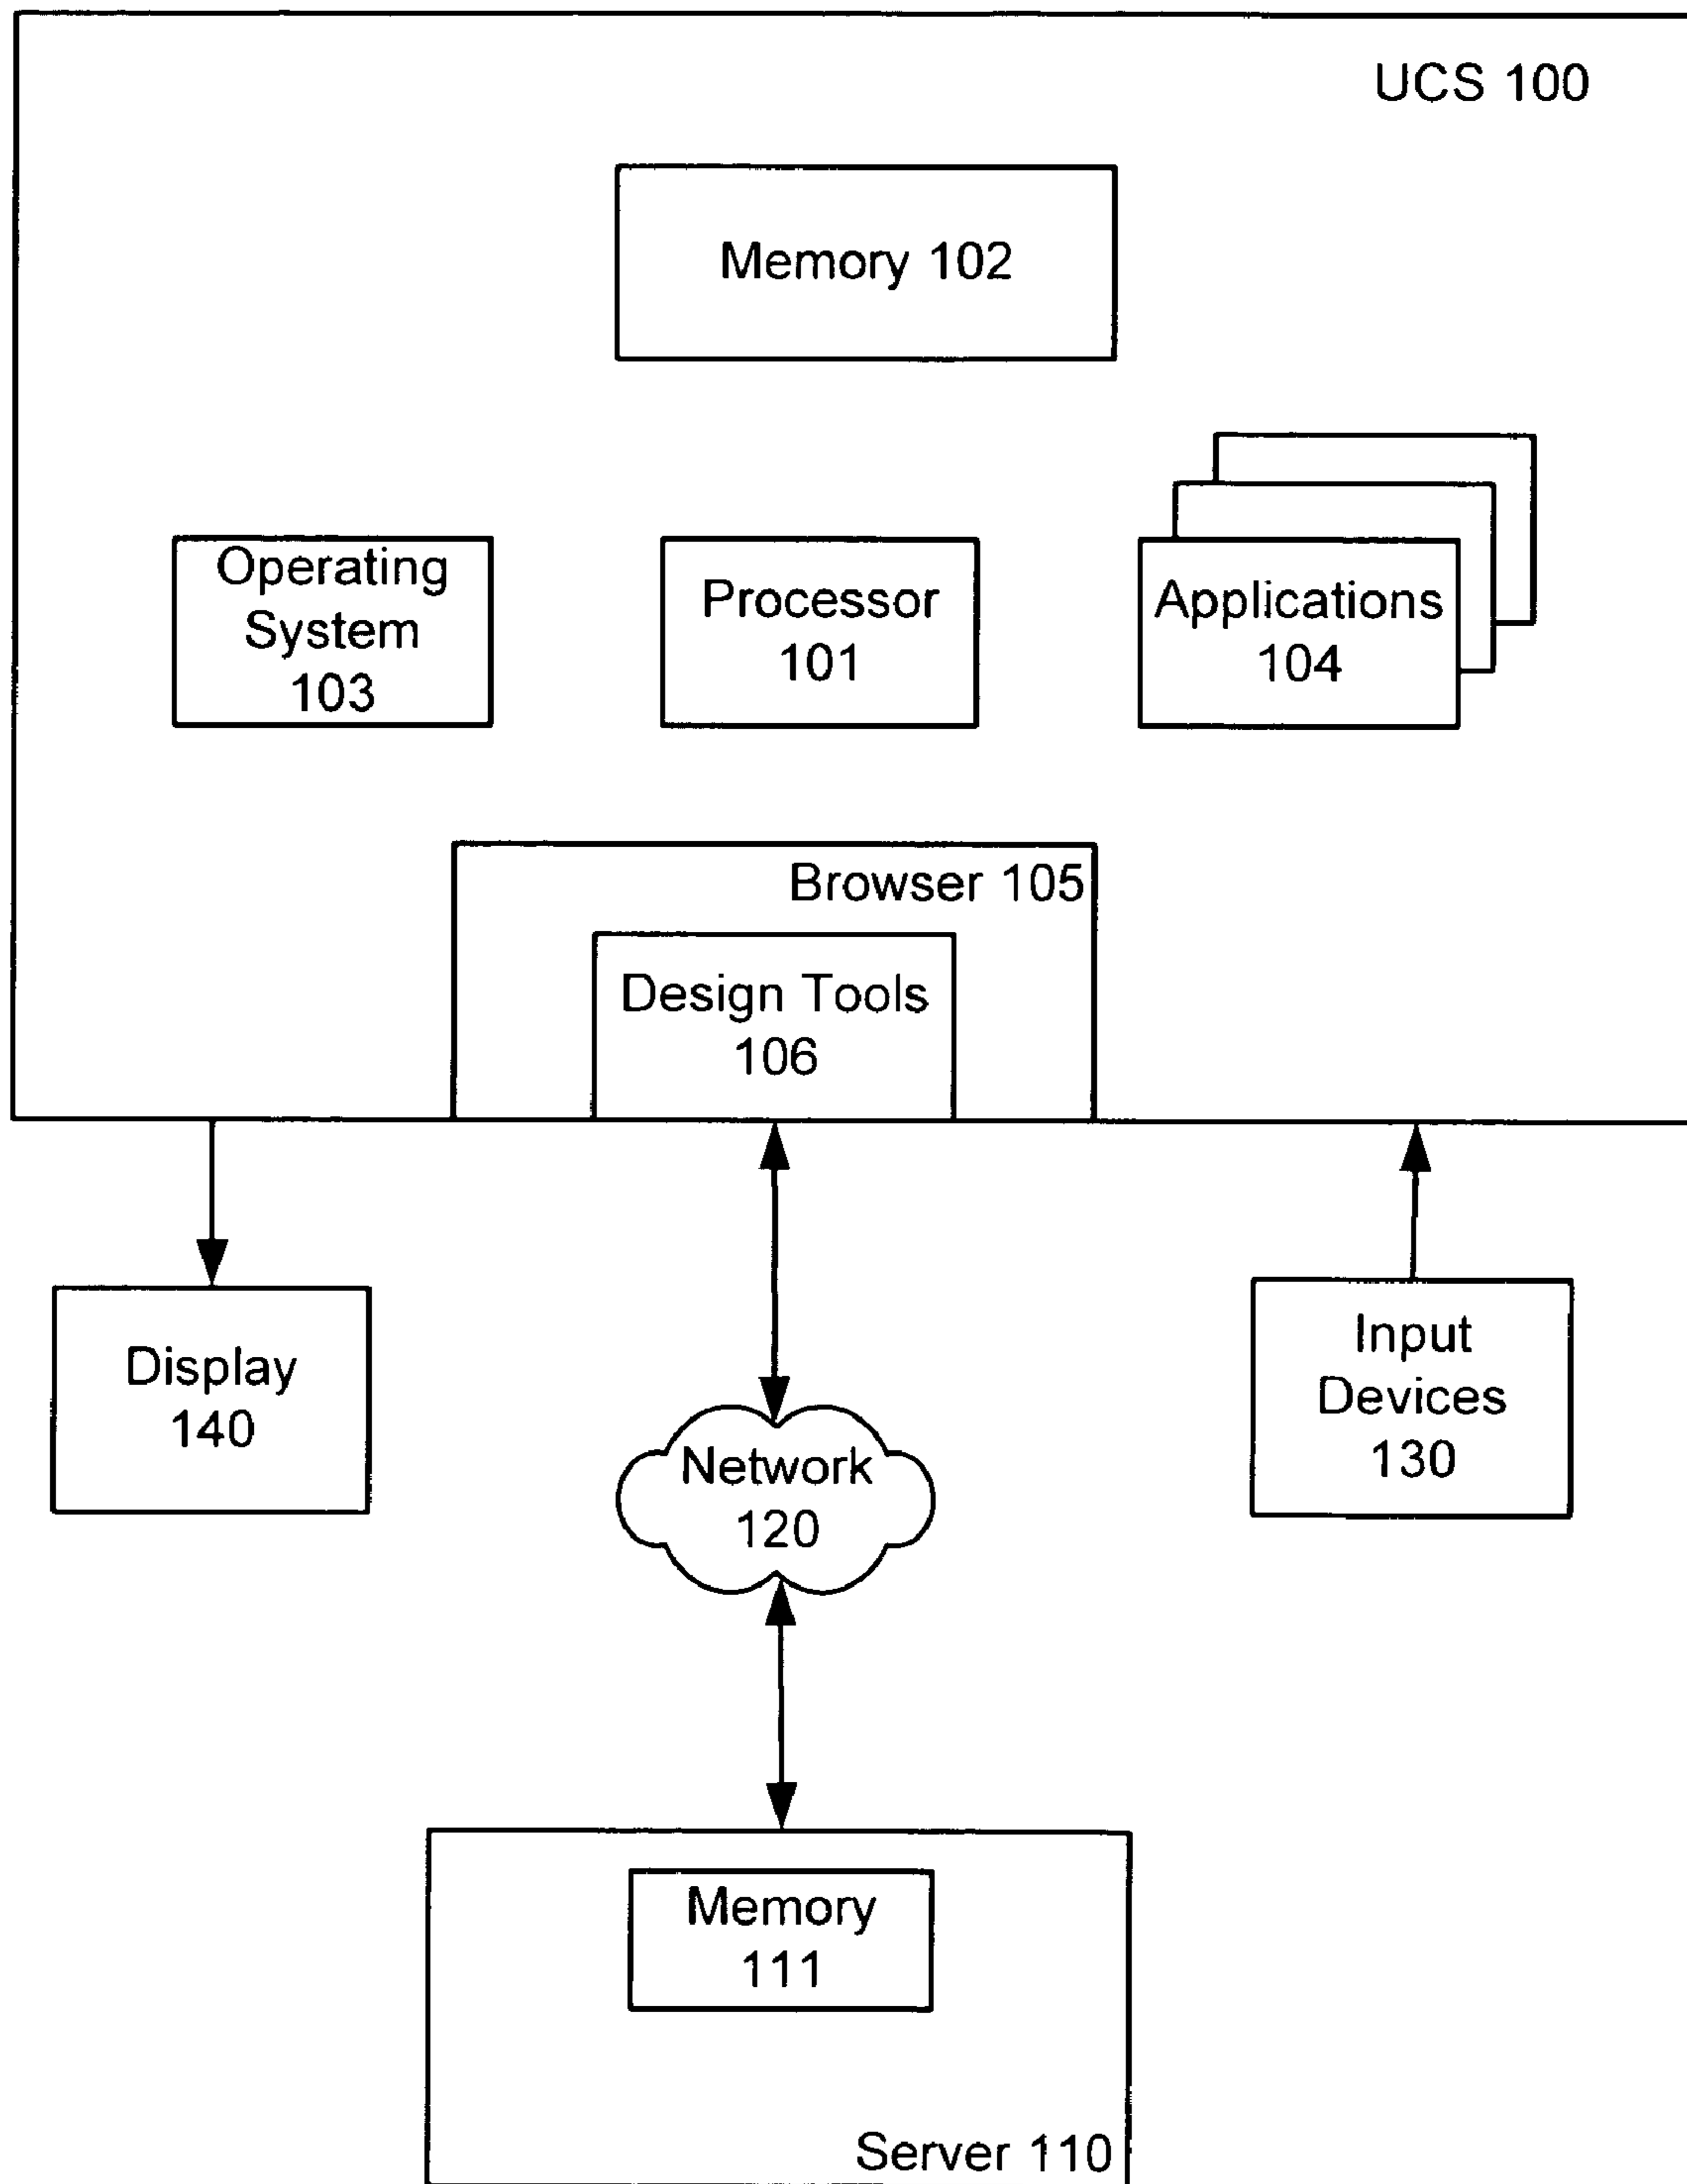 UCS 100
Memory 102
Operating
System
103
Processor
101
Applications
104
Browser 105
Design Tools
106
Display
140
Network
120
Input
Devices
130
Memory
111
Server 110